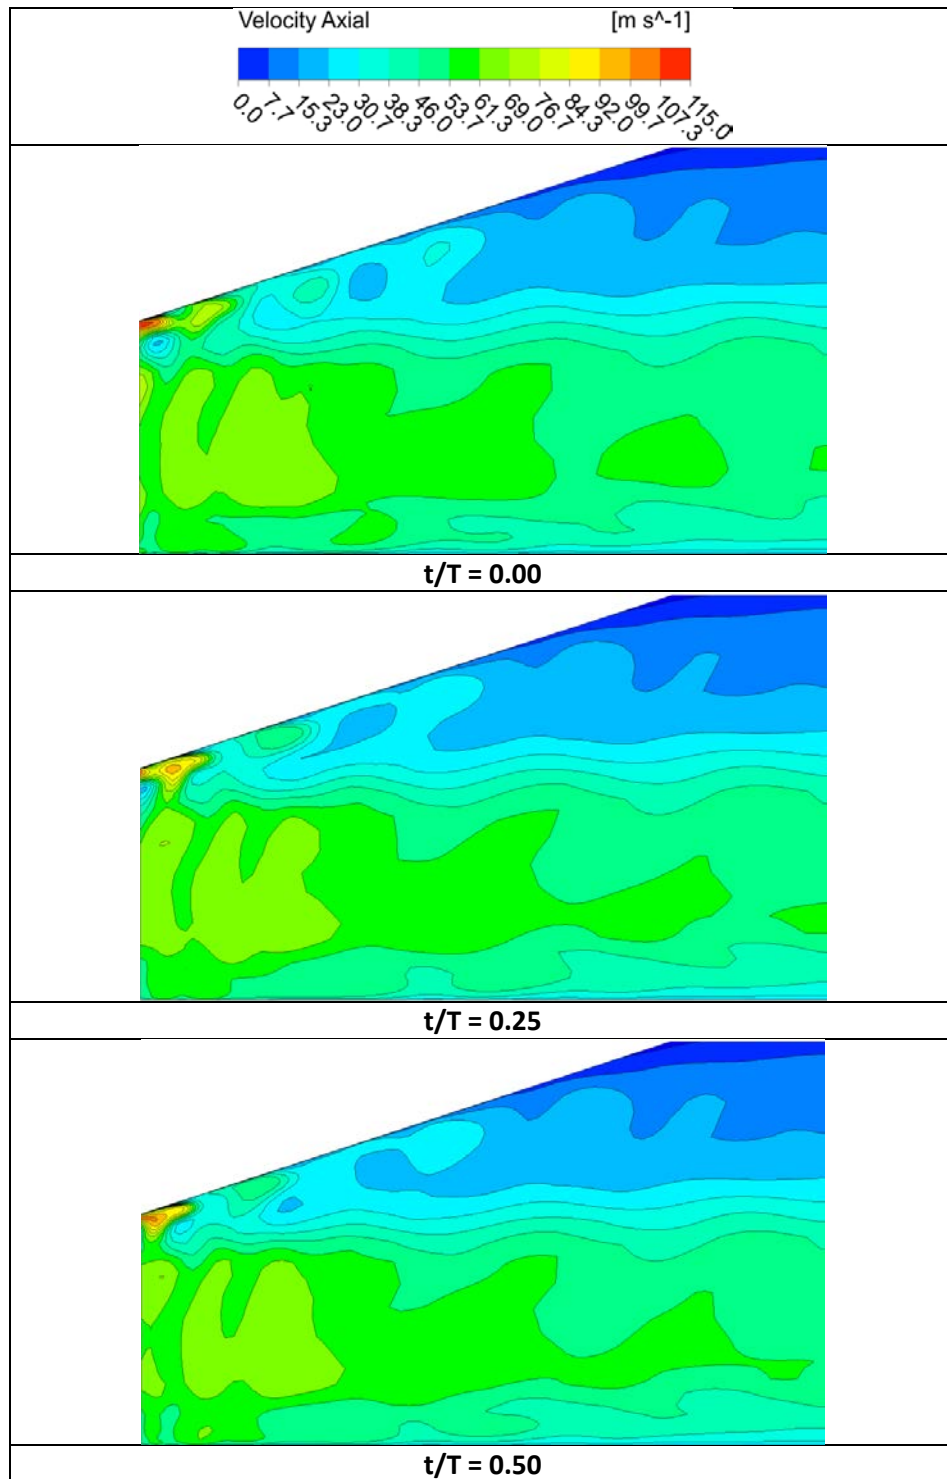 Velocity Axial [m s^-1]
0.0 7.7 15.3 23.0 30.7 38.3 46.0 53.7 61.3 69.0 76.7 84.3 92.0 99.7 107.3 115.0
t/T = 0.00
t/T = 0.25
t/T = 0.50